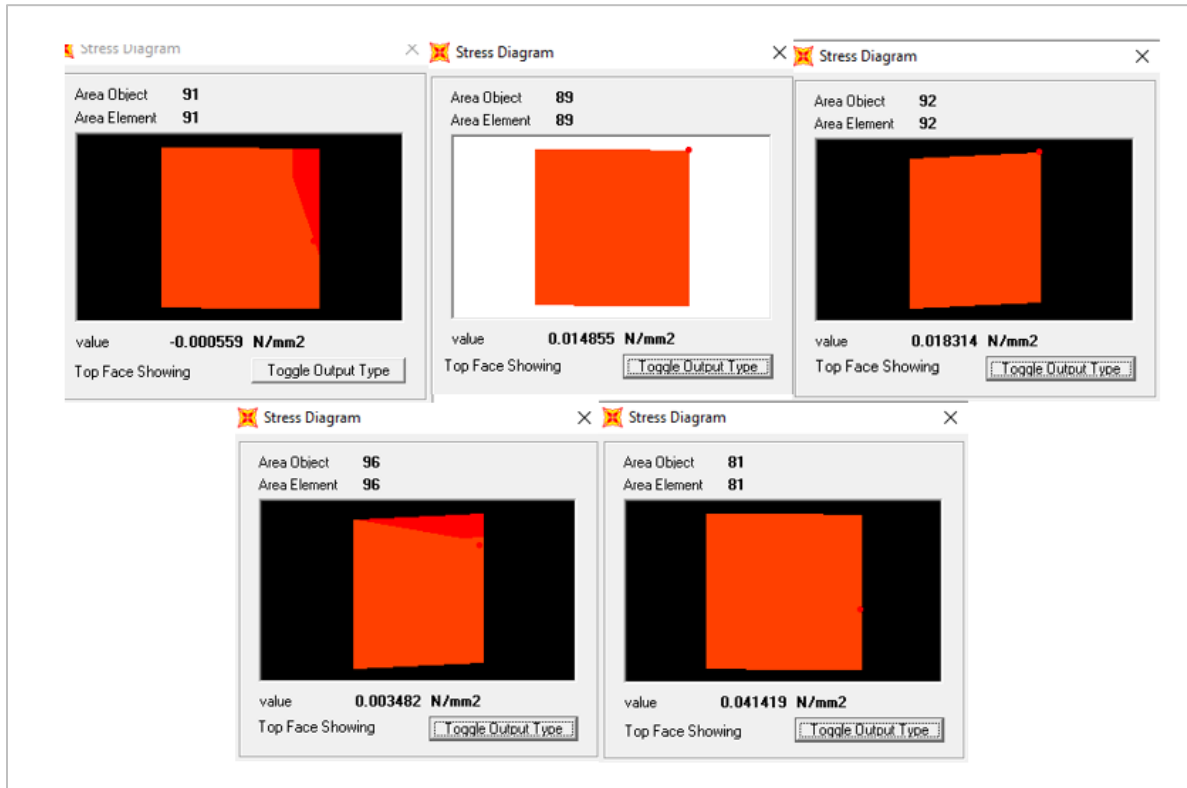 Stress Diagram
Area Object 91
Area Element 91
value -0.000559 N/mm2
Top Face Showing Toggle Output Type
Stress Diagram
Area Object 89
Area Element 89
value 0.014855 N/mm2
Top Face Showing Toggle Output Type
Stress Diagram
Area Object 92
Area Element 92
value 0.018314 N/mm2
Top Face Showing Toggle Output Type
Stress Diagram
Area Object 96
Area Element 96
value 0.003482 N/mm2
Top Face Showing Toggle Output Type
Stress Diagram
Area Object 81
Area Element 81
value 0.041419 N/mm2
Top Face Showing Toggle Output Type